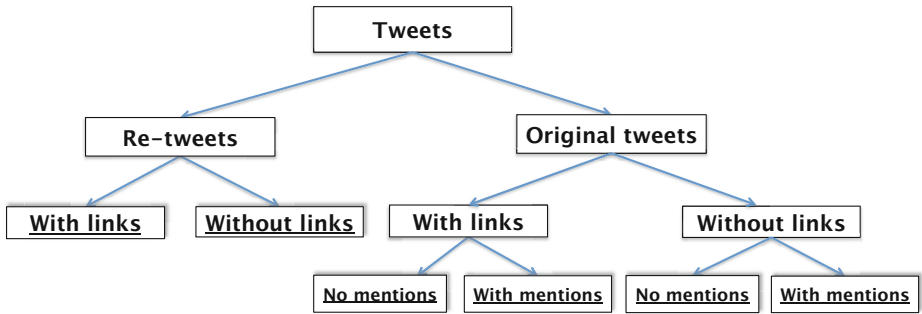 Tweets
Re-tweets
Original tweets
With links
Without links
With links
Without links
No mentions
With mentions
No mentions
With mentions